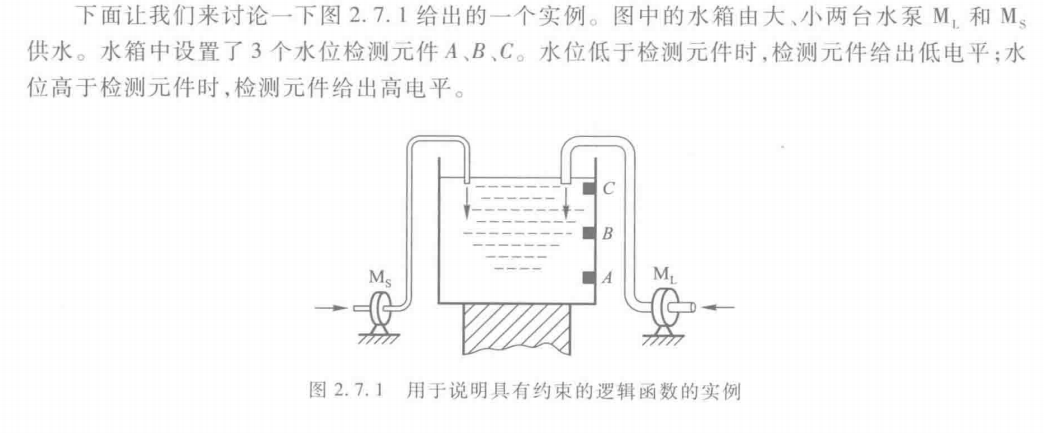 下面让我们来讨论一下图 2.7.1 给出的一个实例。图中的水箱由大、小两台水泵 M_L 和 M_S
供水。水箱中设置了 3 个水位检测元件 A、B、C。水位低于检测元件时,检测元件给出低电平;水
位高于检测元件时,检测元件给出高电平。
C
B
A
M_S
M_L
图 2.7.1 用于说明具有约束的逻辑函数的实例